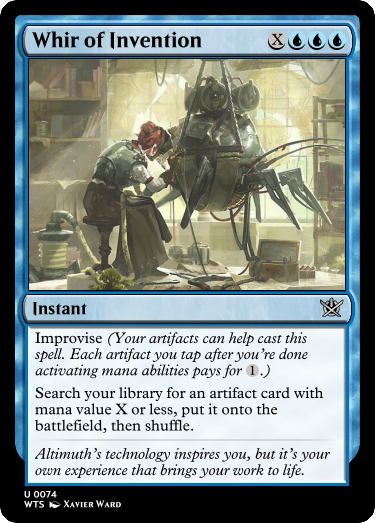 Whir of Invention X
Instant
Improvise (Your artifacts can help cast this
spell. Each artifact you tap after you're done
activating mana abilities pays for 1.)
Search your library for an artifact card with
mana value X or less, put it onto the
battlefield, then shuffle.
Altimuth's technology inspires you, but it's your
own experience that brings your work to life.
U 0074
WTS XAVIER WARD